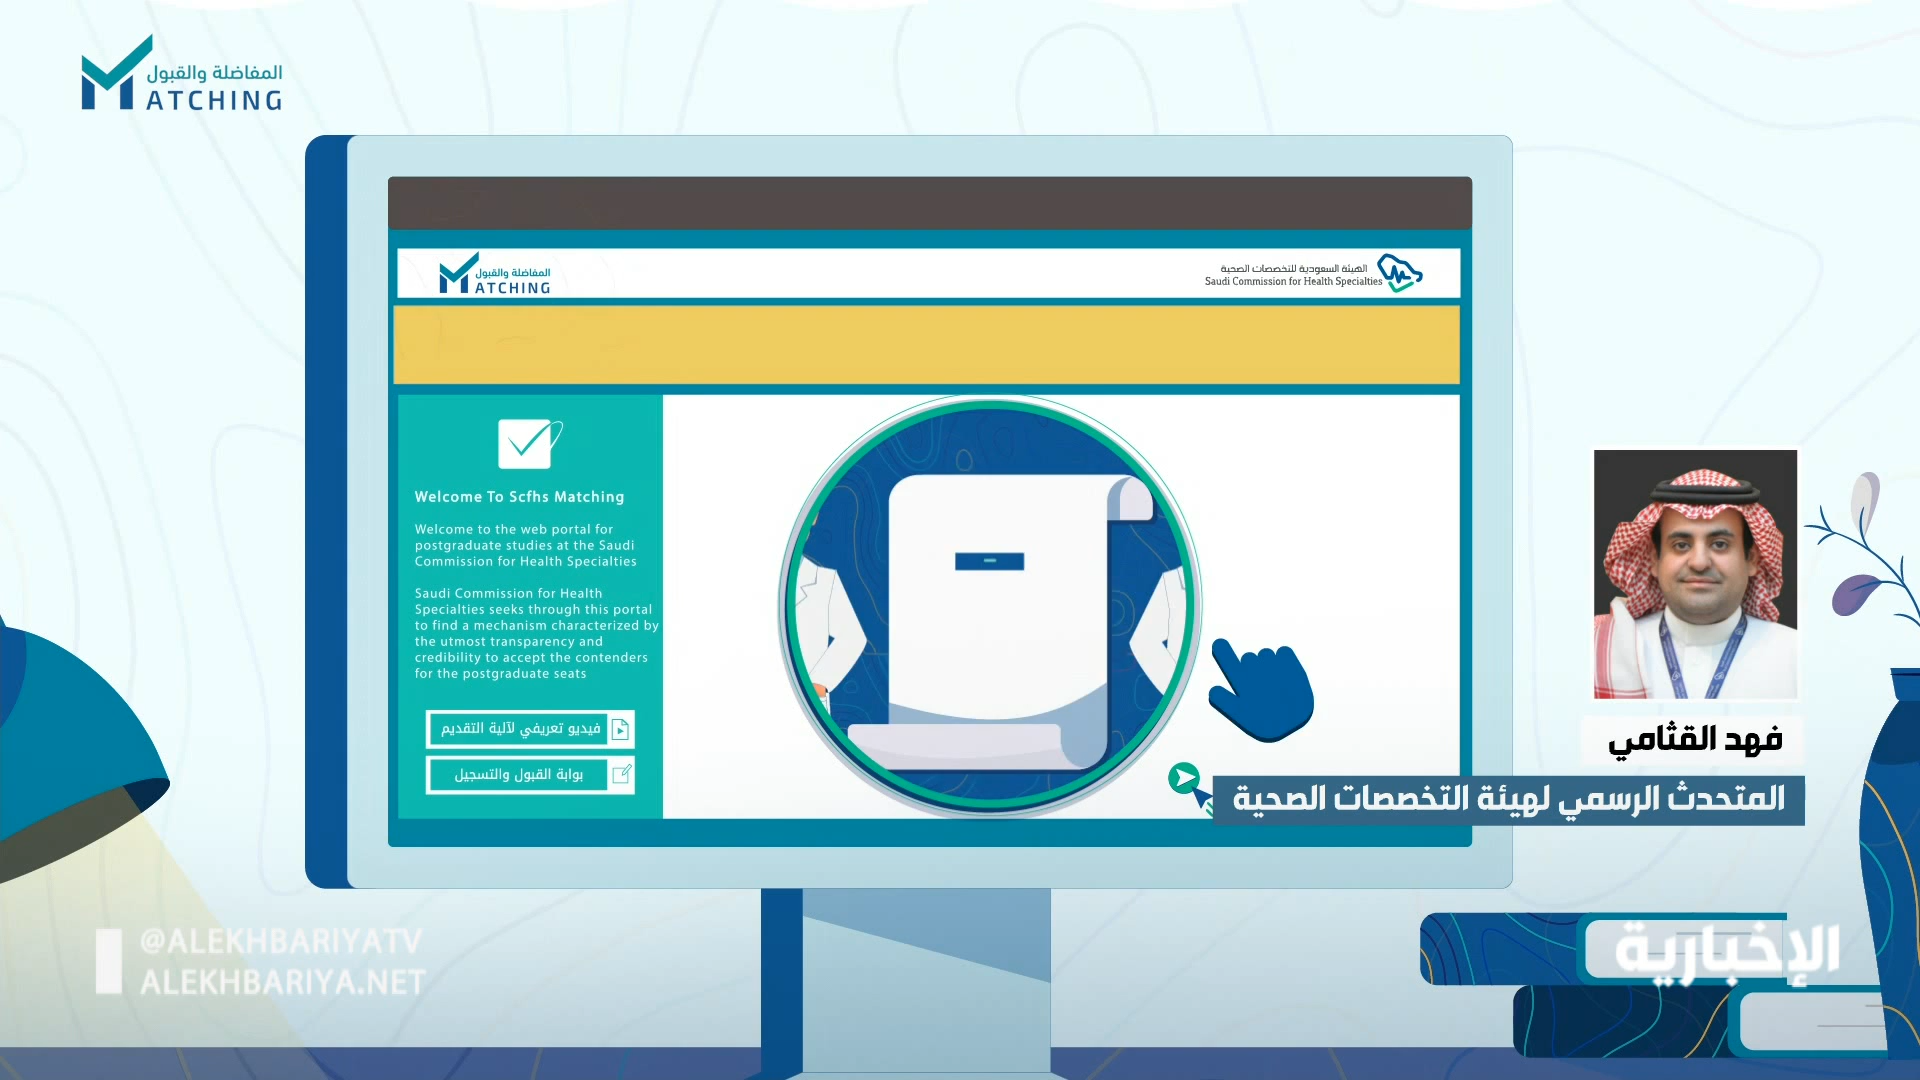 المفاضلة والقبول
MATCHING
المفاضلة والقبول
MATCHING
الهيئة السعودية للتخصصات الصحية
Saudi Commission for Health Specialties
Welcome To Scfhs Matching
Welcome to the web portal for
postgraduate studies at the Saudi
Commission for Health Specialties
Saudi Commission for Health
Specialties seeks through this portal
to find a mechanism characterized by
the utmost transparency and
credibility to accept the contenders
for the postgraduate seats
فيديو تعريفي لآلية التقديم
بوابة القبول والتسجيل
فهد القثامي
المتحدث الرسمي لهيئة التخصصات الصحية
@ALEKHBARIYATV
ALEKHBARIYA.NET
الإخبارية